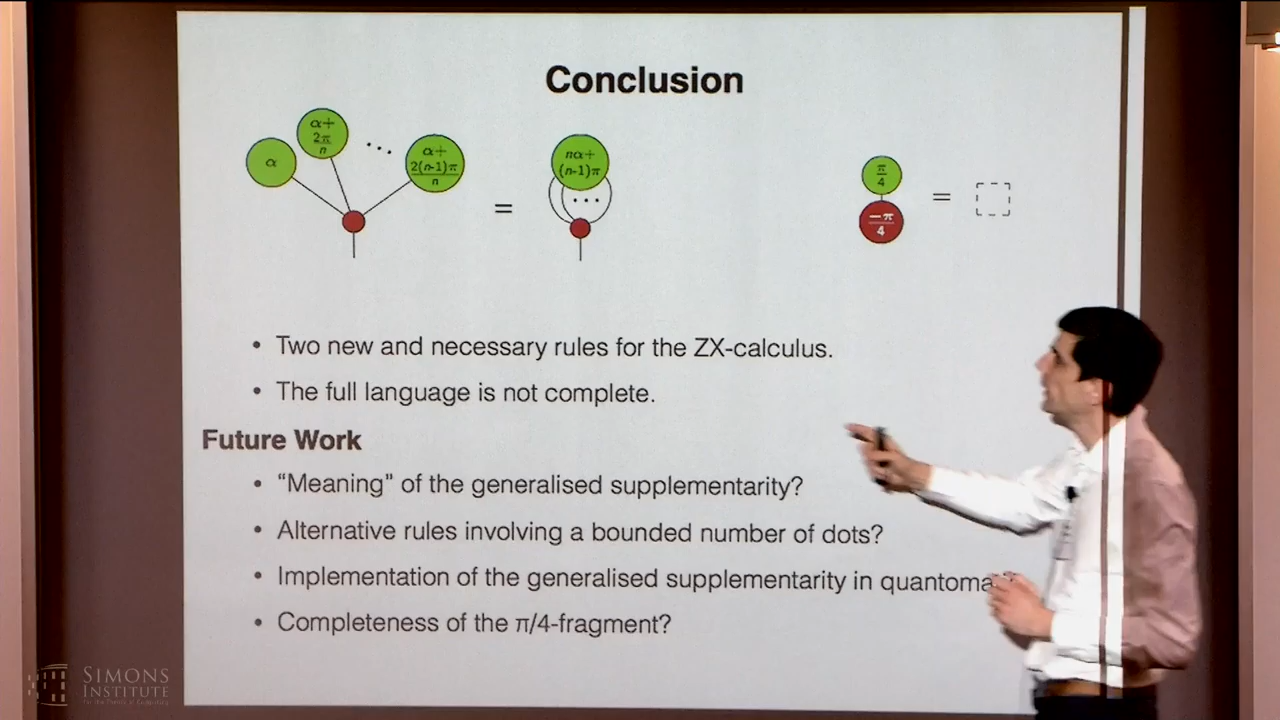 Conclusion
α
α+
2π
n
...
α+
2(n-1)π
n
=
nα+
(n-1)π
...
π
4
-π
4
=
• Two new and necessary rules for the ZX-calculus.
• The full language is not complete.
Future Work
• “Meaning” of the generalised supplementarity?
• Alternative rules involving a bounded number of dots?
• Implementation of the generalised supplementarity in quantoma
• Completeness of the π/4-fragment?
SIMONS
INSTITUTE